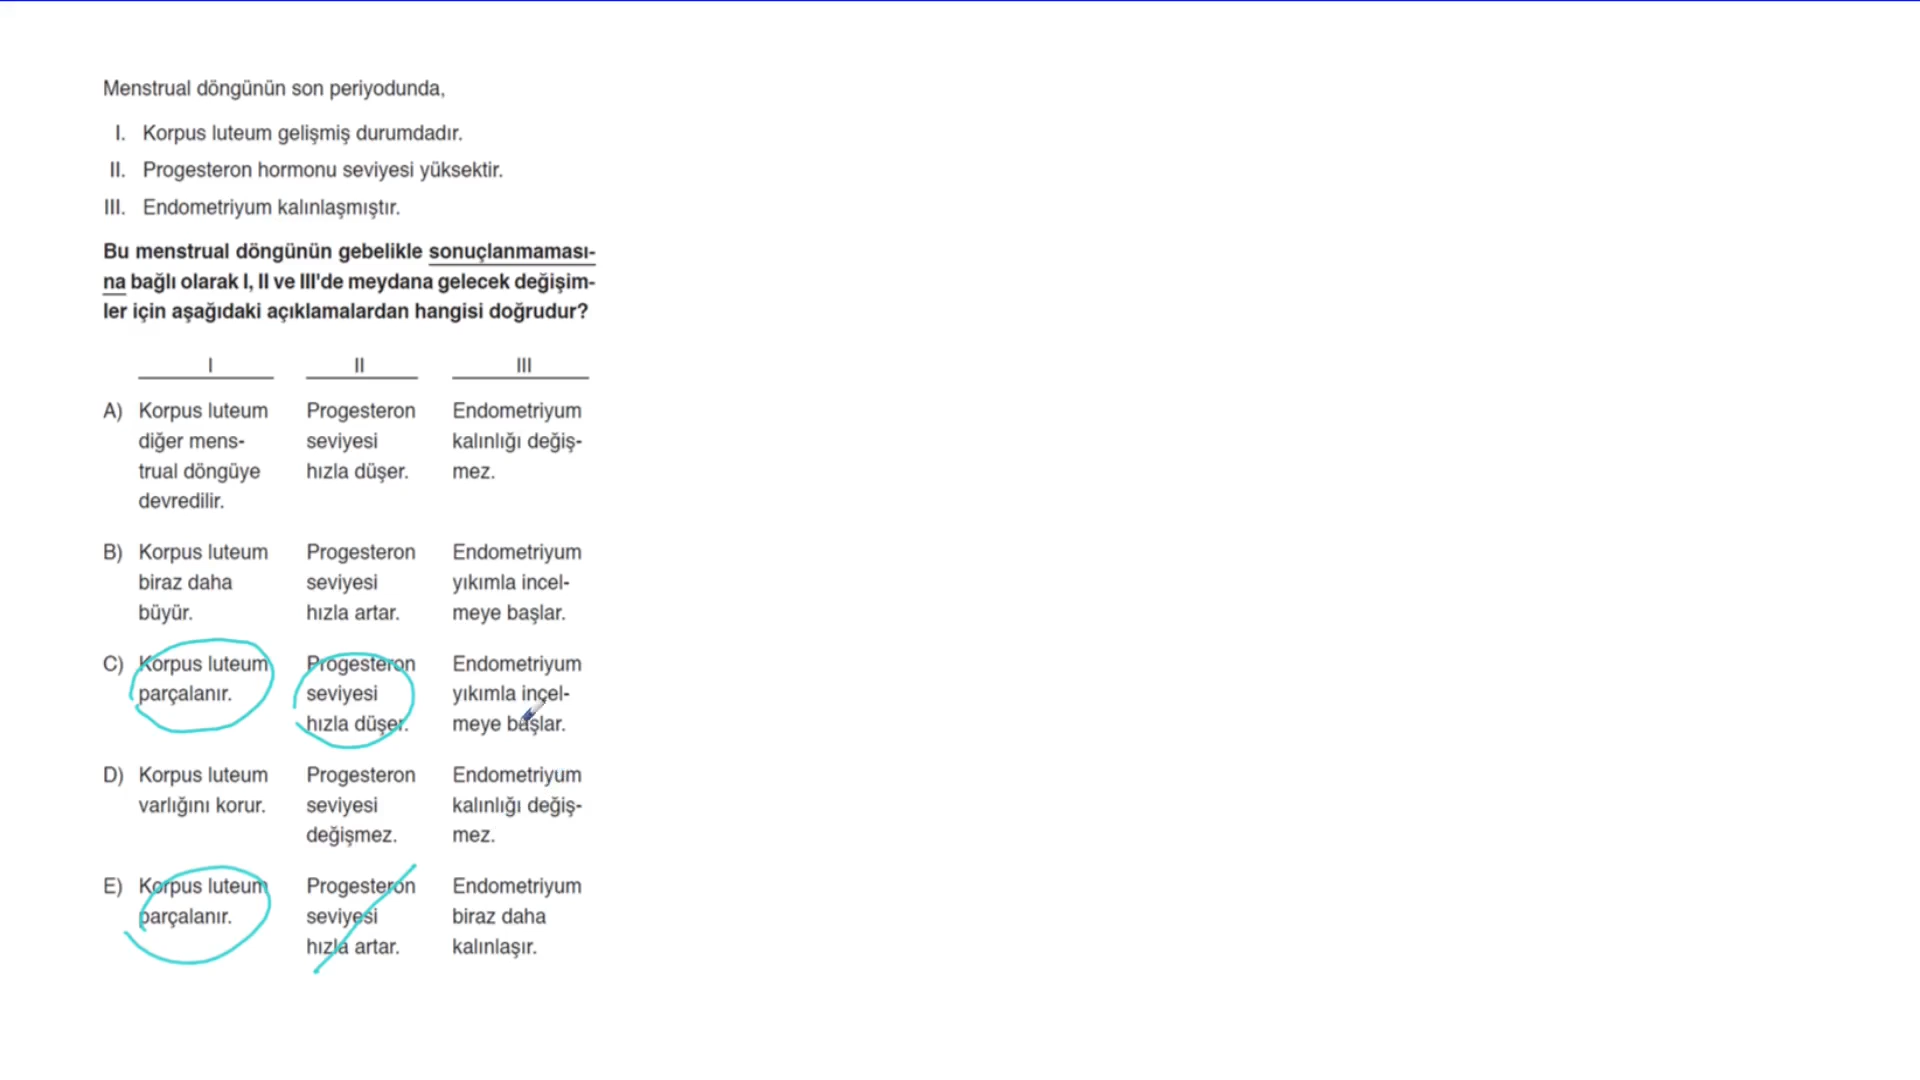 Menstrual döngünün son periyodunda,
I. Korpus luteum gelişmiş durumdadır.
II. Progesteron hormonu seviyesi yüksektir.
III. Endometriyum kalınlaşmıştır.
Bu menstrual döngünün gebelikle sonuçlanmaması-
na bağlı olarak I, II ve III'de meydana gelecek değişim-
ler için aşağıdaki açıklamalardan hangisi doğrudur?
I II III
A) Korpus luteum Progesteron Endometriyum
diğer mens- seviyesi kalınlığı değiş-
trual döngüye hızla düşer. mez.
devredilir.
B) Korpus luteum Progesteron Endometriyum
biraz daha seviyesi yıkımla incel-
büyür. hızla artar. meye başlar.
C) Korpus luteum Progesteron Endometriyum
parçalanır. seviyesi yıkımla incel-
hızla düşer. meye başlar.
D) Korpus luteum Progesteron Endometriyum
varlığını korur. seviyesi kalınlığı değiş-
değişmez. mez.
E) Korpus luteum Progesteron Endometriyum
parçalanır. seviyesi biraz daha
hızla artar. kalınlaşır.